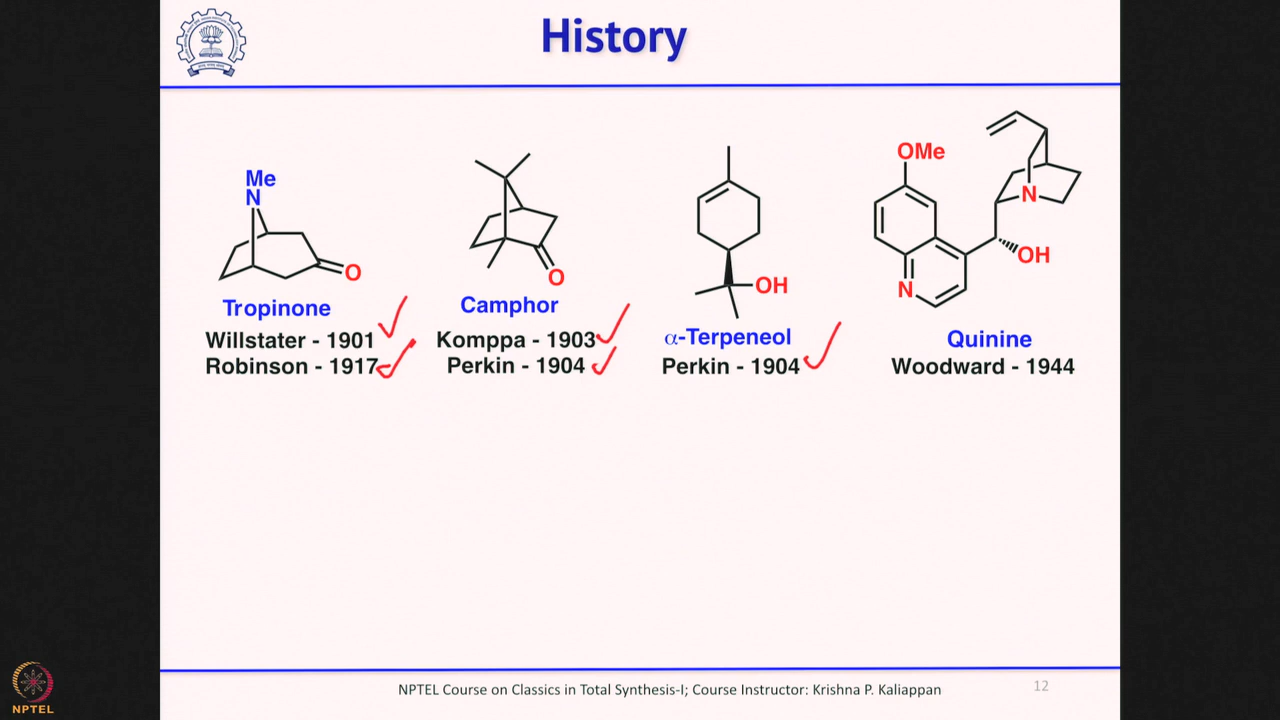 History
Me
N
O
Tropinone
Willstater - 1901
Robinson - 1917
O
Camphor
Komppa - 1903
Perkin - 1904
OH
α-Terpeneol
Perkin - 1904
OMe
N
OH
N
Quinine
Woodward - 1944
NPTEL
NPTEL Course on Classics in Total Synthesis-I; Course Instructor: Krishna P. Kaliappan
12